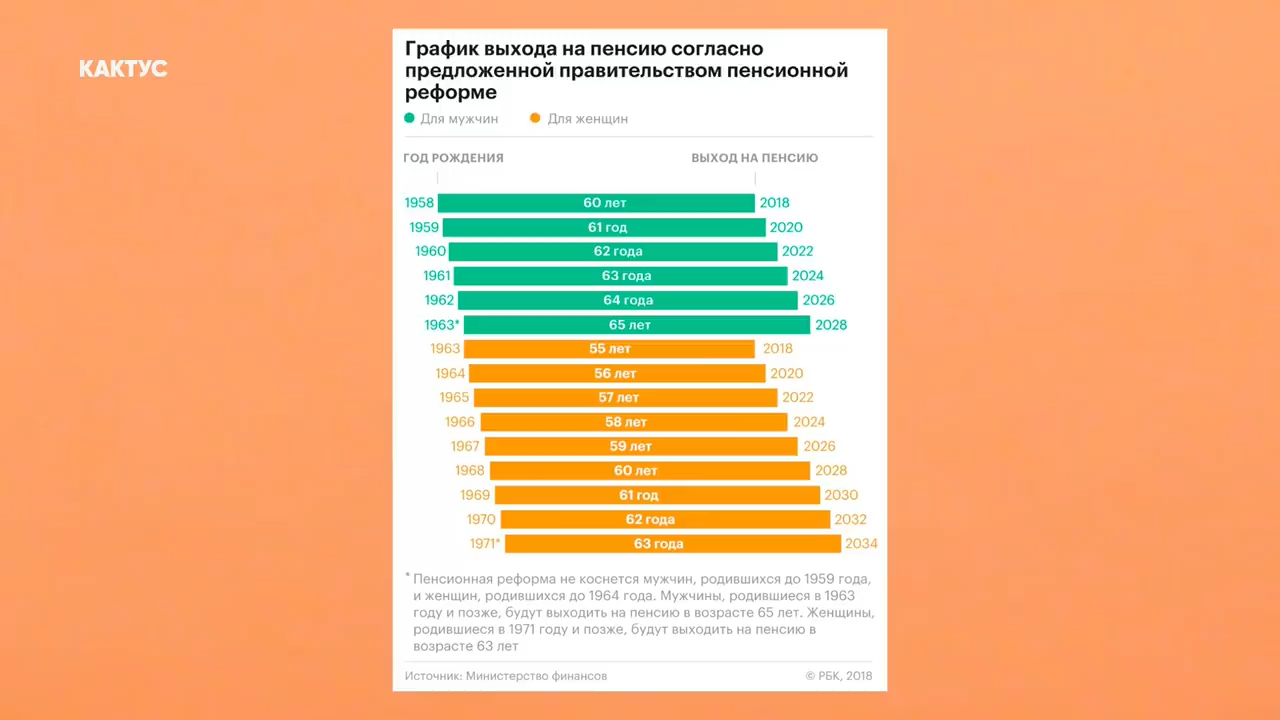 КАКТУС
График выхода на пенсию согласно
предложенной правительством пенсионной
реформе
Для мужчин Для женщин
ГОД РОЖДЕНИЯ ВЫХОД НА ПЕНСИЮ
1958 60 лет 2018
1959 61 год 2020
1960 62 года 2022
1961 63 года 2024
1962 64 года 2026
1963* 65 лет 2028
1963 55 лет 2018
1964 56 лет 2020
1965 57 лет 2022
1966 58 лет 2024
1967 59 лет 2026
1968 60 лет 2028
1969 61 год 2030
1970 62 года 2032
1971* 63 года 2034
* Пенсионная реформа не коснется мужчин, родившихся до 1959 года,
и женщин, родившихся до 1964 года. Мужчины, родившиеся в 1963
году и позже, будут выходить на пенсию в возрасте 65 лет. Женщины,
родившиеся в 1971 году и позже, будут выходить на пенсию в
возрасте 63 лет
Источник: Министерство финансов © РБК, 2018